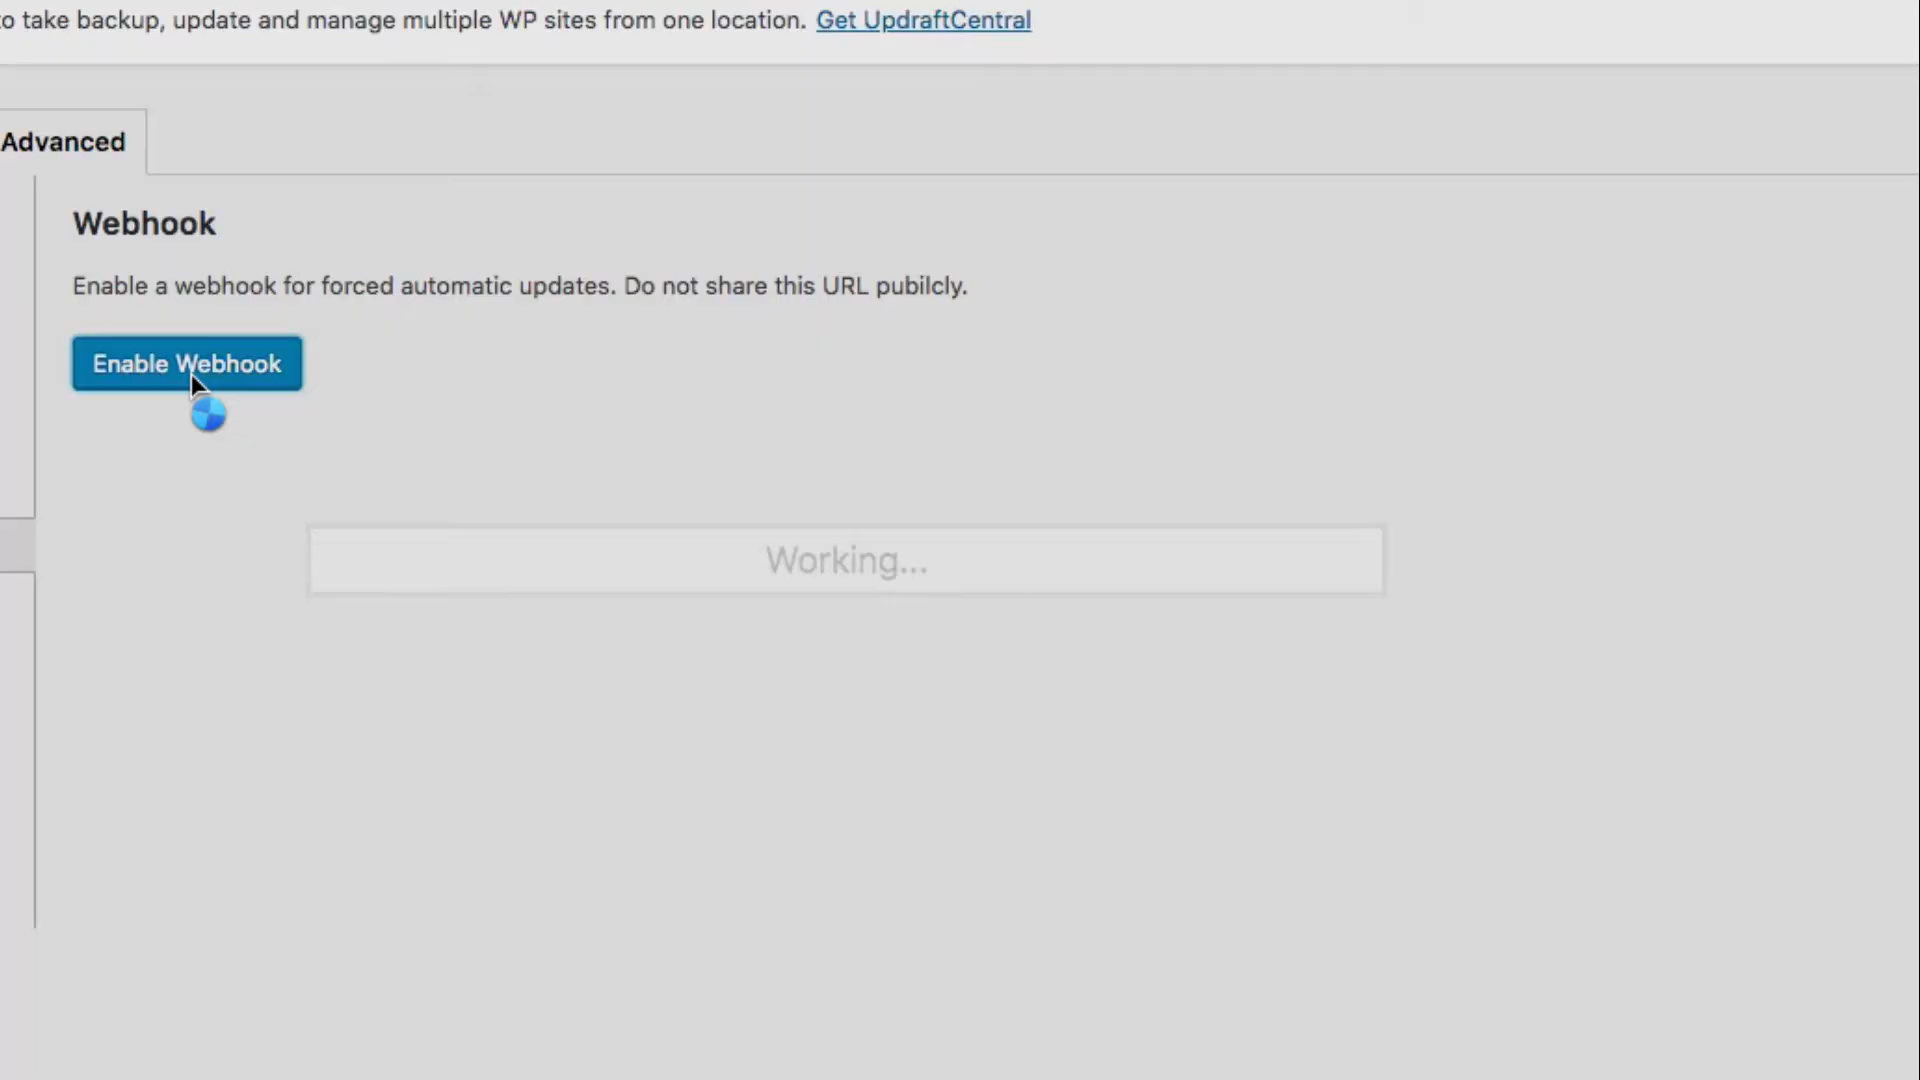 to take backup, update and manage multiple WP sites from one location. Get UpdraftCentral
Advanced
Webhook
Enable a webhook for forced automatic updates. Do not share this URL pubilcly.
Enable Webhook
Working...